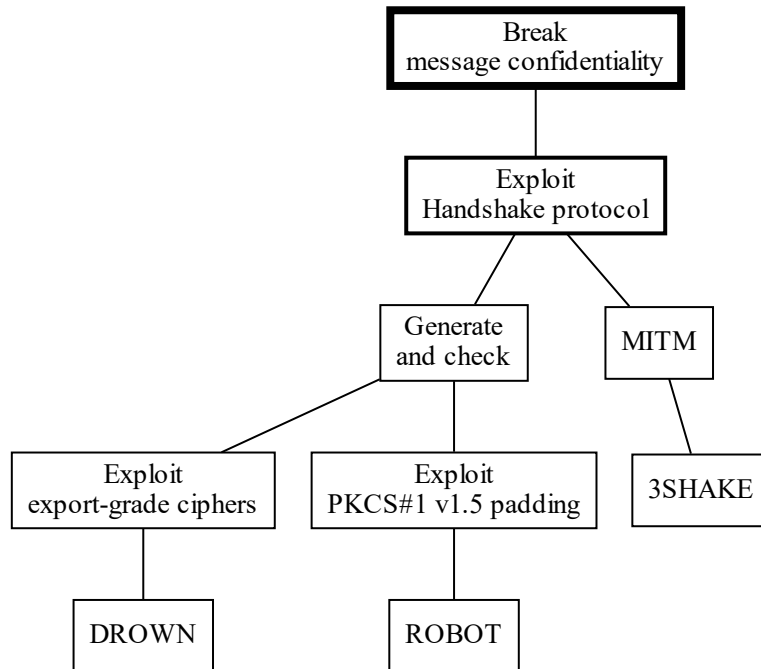 Break
message confidentiality
Exploit
Handshake protocol
Generate
and check
MITM
Exploit
export-grade ciphers
Exploit
PKCS#1 v1.5 padding
3SHAKE
DROWN
ROBOT